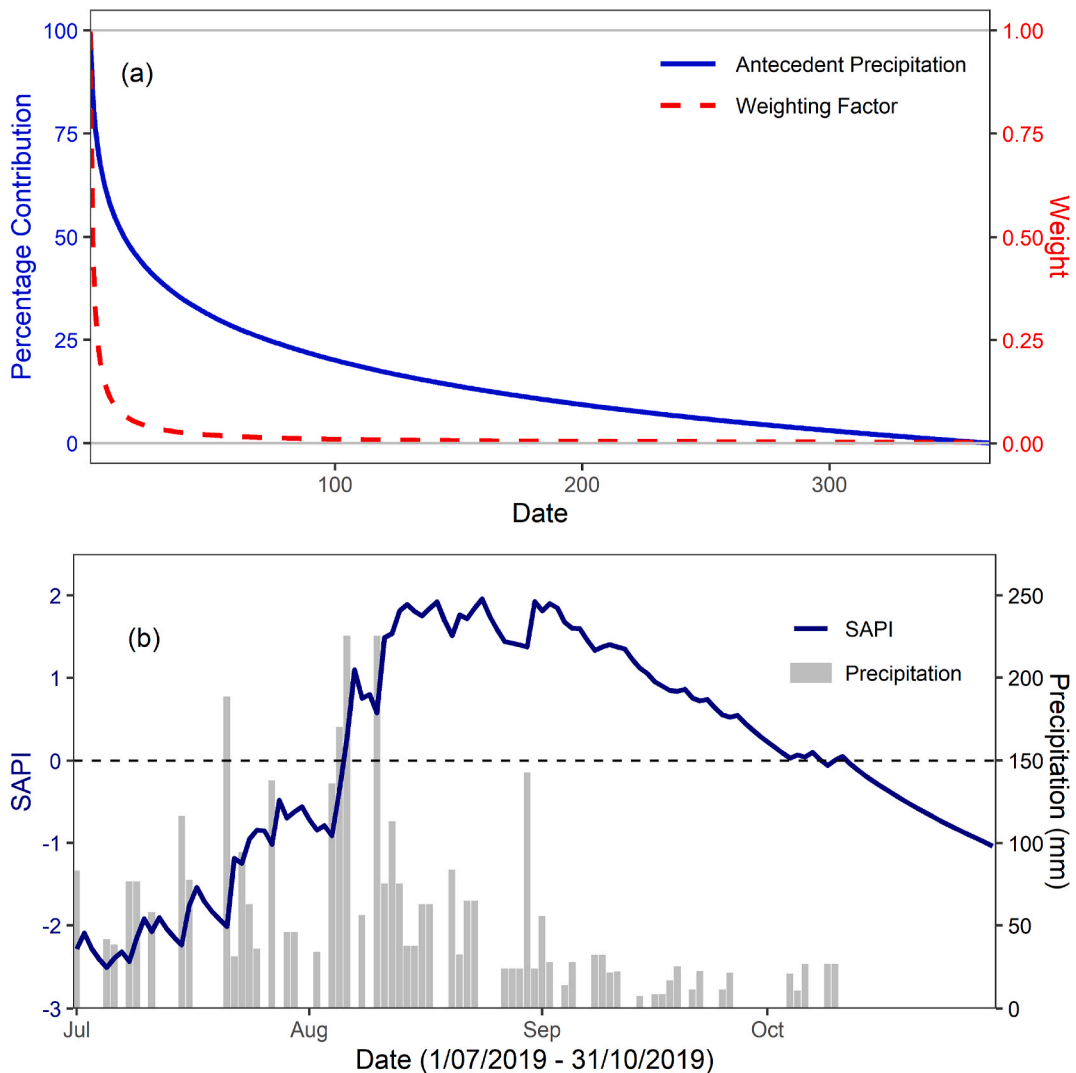 (a)
Antecedent Precipitation
Weighting Factor
Percentage Contribution
100
75
50
25
0
Weight
1.00
0.75
0.50
0.25
0.00
100
200
300
Date
(b)
SAPI
Precipitation
SAPI
2
1
0
-1
-2
-3
Precipitation (mm)
250
200
150
100
50
0
Jul
Aug
Sep
Oct
Date (1/07/2019 - 31/10/2019)